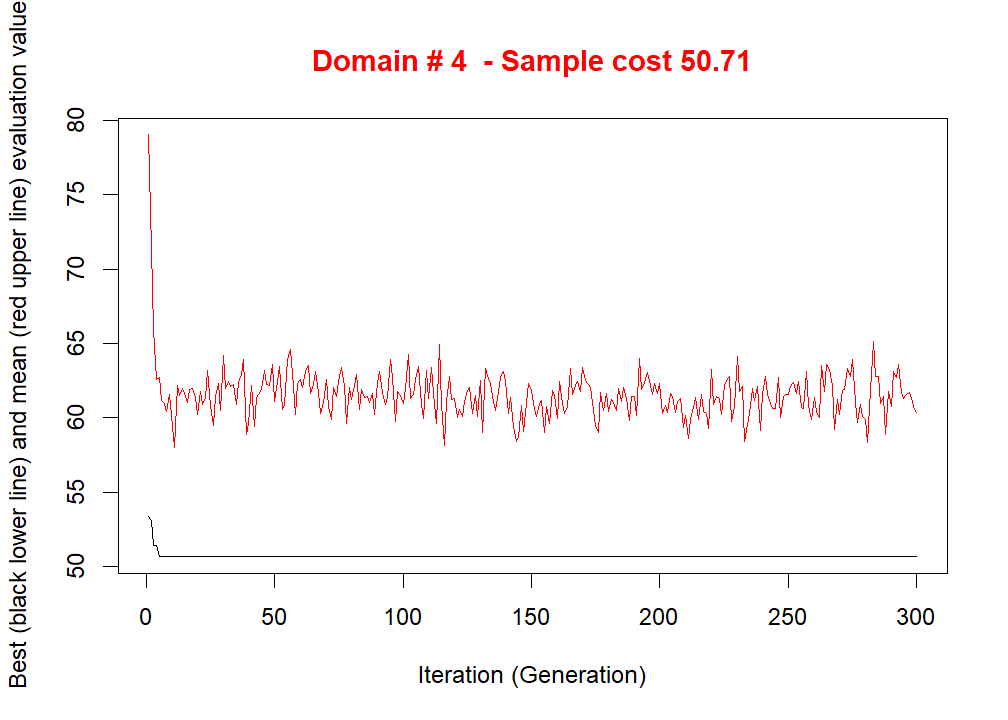 Domain # 4  - Sample cost 50.71
Best (black lower line) and mean (red upper line) evaluation value
80
75
70
65
60
55
50
0 50 100 150 200 250 300
Iteration (Generation)